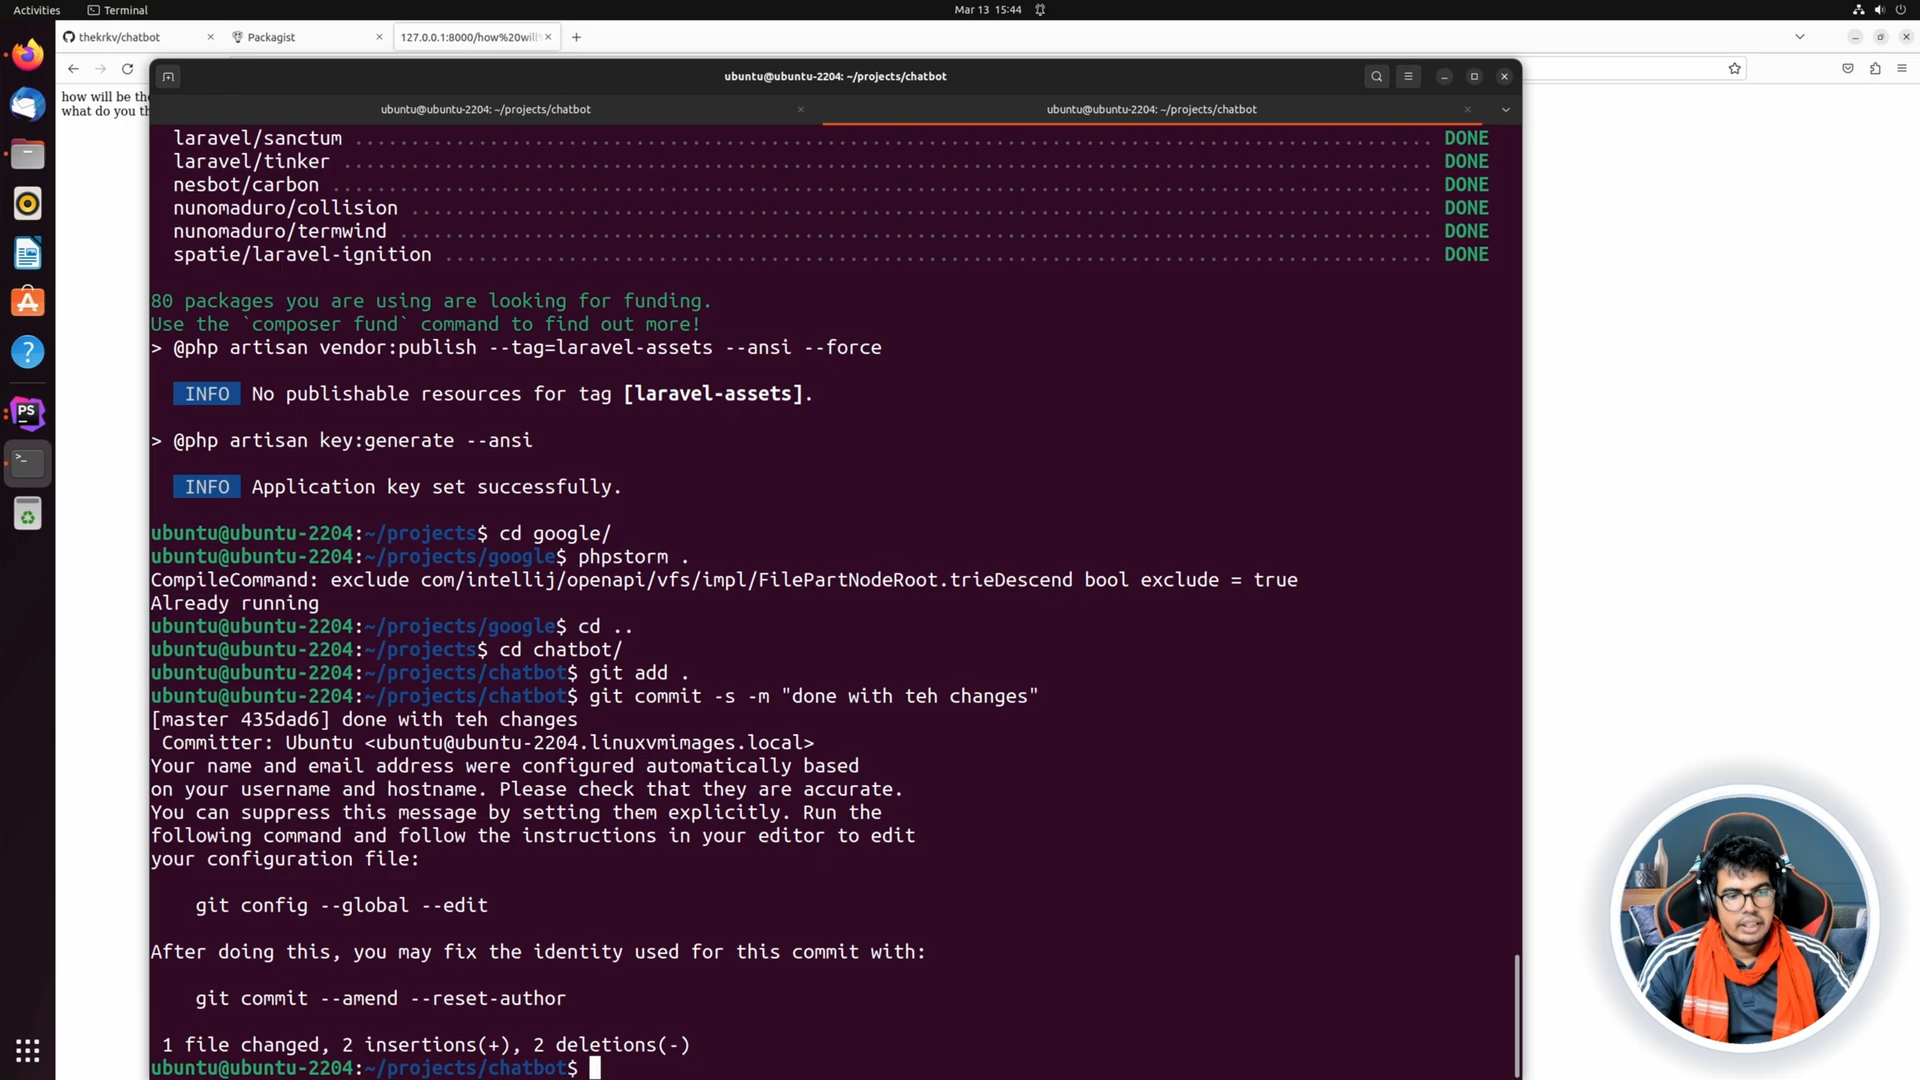 Activities
Terminal
Mar 13 15:44
thekrkv/chatbot
Packagist
127.0.0.1:8000/how%20will
how will be the
what do you th
ubuntu@ubuntu-2204: ~/projects/chatbot
ubuntu@ubuntu-2204: ~/projects/chatbot
ubuntu@ubuntu-2204: ~/projects/chatbot
laravel/sanctum ........ DONE
laravel/tinker ........ DONE
nesbot/carbon ........ DONE
nunomaduro/collision ........ DONE
nunomaduro/termwind ........ DONE
spatie/laravel-ignition ........ DONE
80 packages you are using are looking for funding.
Use the `composer fund` command to find out more!
> @php artisan vendor:publish --tag=laravel-assets --ansi --force
INFO No publishable resources for tag [laravel-assets].
> @php artisan key:generate --ansi
INFO Application key set successfully.
ubuntu@ubuntu-2204:~/projects$ cd google/
ubuntu@ubuntu-2204:~/projects/google$ phpstorm .
CompileCommand: exclude com/intellij/openapi/vfs/impl/FilePartNodeRoot.trieDescend bool exclude = true
Already running
ubuntu@ubuntu-2204:~/projects/google$ cd ..
ubuntu@ubuntu-2204:~/projects$ cd chatbot/
ubuntu@ubuntu-2204:~/projects/chatbot$ git add .
ubuntu@ubuntu-2204:~/projects/chatbot$ git commit -s -m "done with teh changes"
[master 435dad6] done with teh changes
Committer: Ubuntu <ubuntu@ubuntu-2204.linuxvmimages.local>
Your name and email address were configured automatically based
on your username and hostname. Please check that they are accurate.
You can suppress this message by setting them explicitly. Run the
following command and follow the instructions in your editor to edit
your configuration file:
git config --global --edit
After doing this, you may fix the identity used for this commit with:
git commit --amend --reset-author
1 file changed, 2 insertions(+), 2 deletions(-)
ubuntu@ubuntu-2204:~/projects/chatbot$
PS